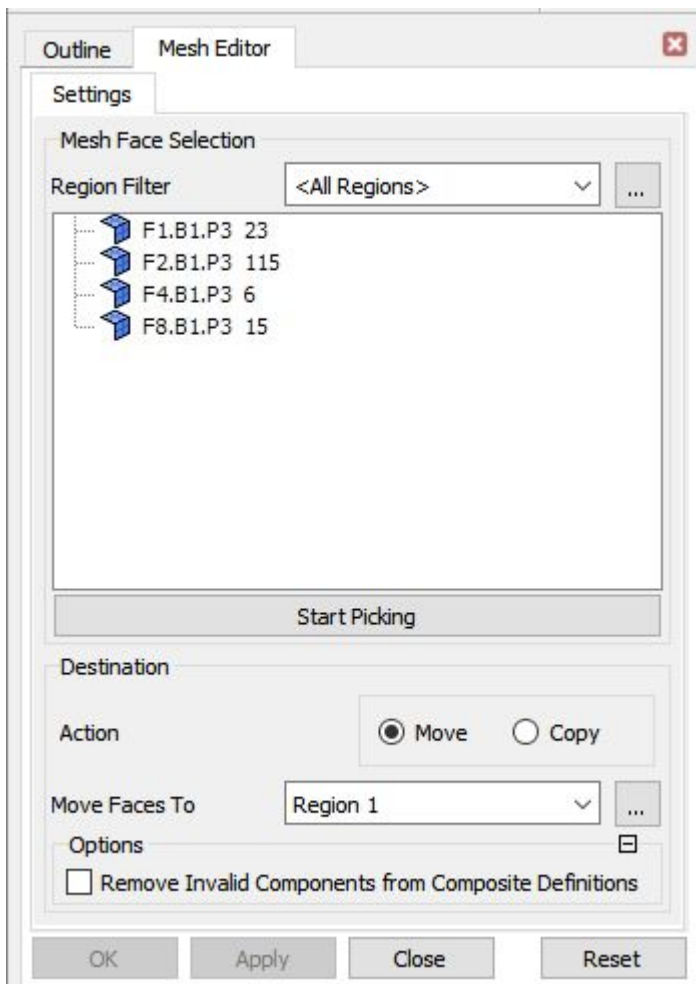 Outline Mesh Editor
Settings
Mesh Face Selection
Region Filter <All Regions> ...
F1.B1.P3 23
F2.B1.P3 115
F4.B1.P3 6
F8.B1.P3 15
Start Picking
Destination
Action Move Copy
Move Faces To Region 1 ...
Options
Remove Invalid Components from Composite Definitions
OK Apply Close Reset